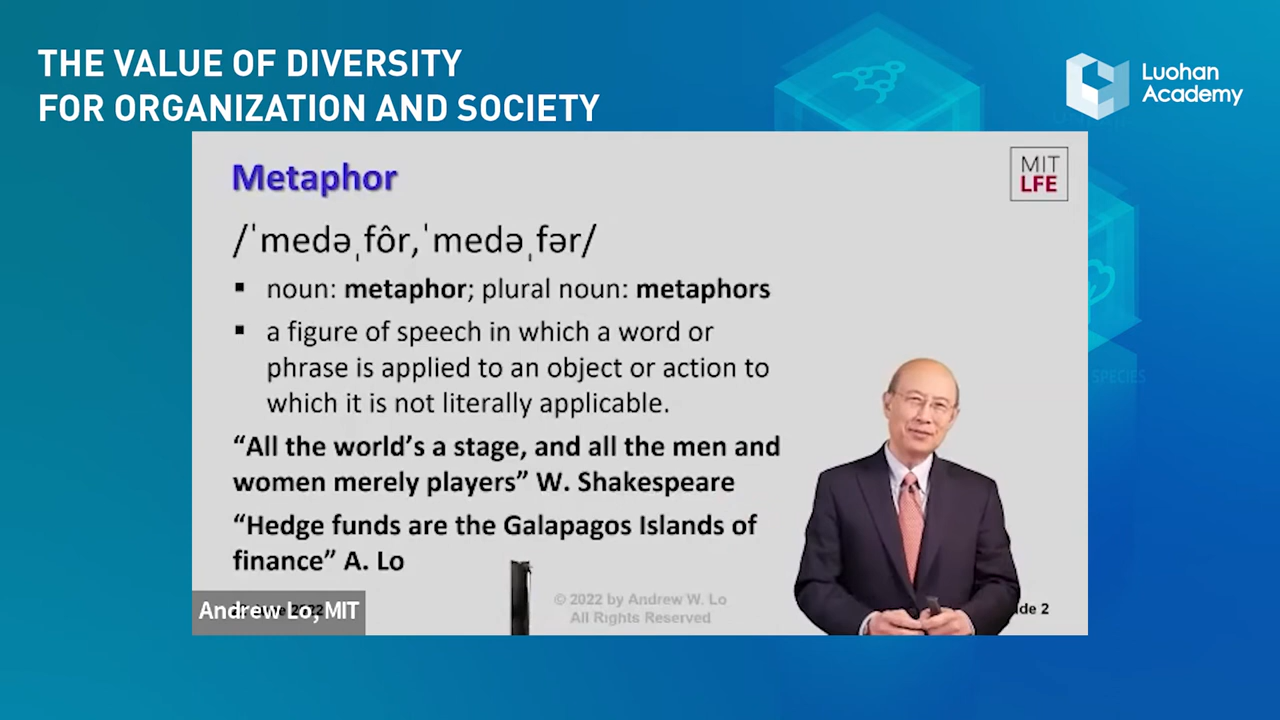 THE VALUE OF DIVERSITY
FOR ORGANIZATION AND SOCIETY
Luohan
Academy
Metaphor
MIT
LFE
/ˈmedəˌfôr,ˈmedəˌfər/
▪ noun: metaphor; plural noun: metaphors
▪ a figure of speech in which a word or
phrase is applied to an object or action to
which it is not literally applicable.
“All the world’s a stage, and all the men and
women merely players” W. Shakespeare
“Hedge funds are the Galapagos Islands of
finance” A. Lo
Andrew Lo, MIT
© 2022 by Andrew W. Lo
All Rights Reserved
2
SPECIES